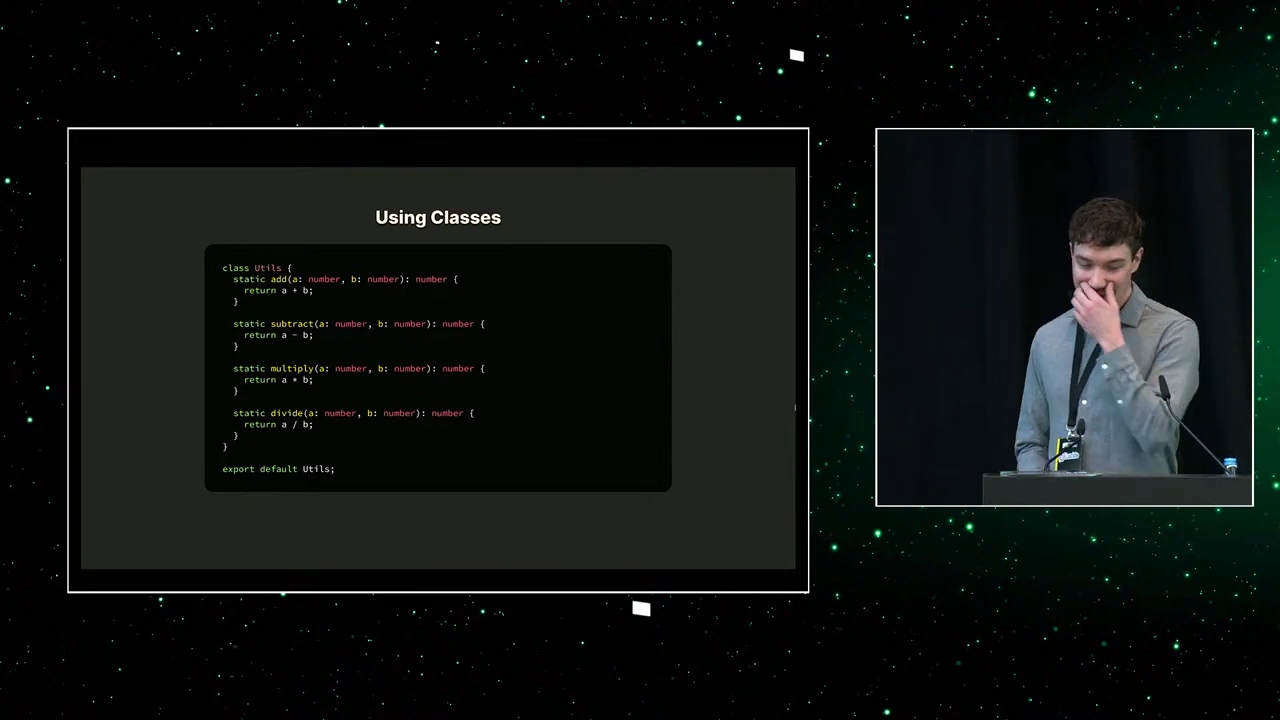 Using Classes
class Utils {
  static add(a: number, b: number): number {
    return a + b;
  }

  static subtract(a: number, b: number): number {
    return a - b;
  }

  static multiply(a: number, b: number): number {
    return a * b;
  }

  static divide(a: number, b: number): number {
    return a / b;
  }
}

export default Utils;